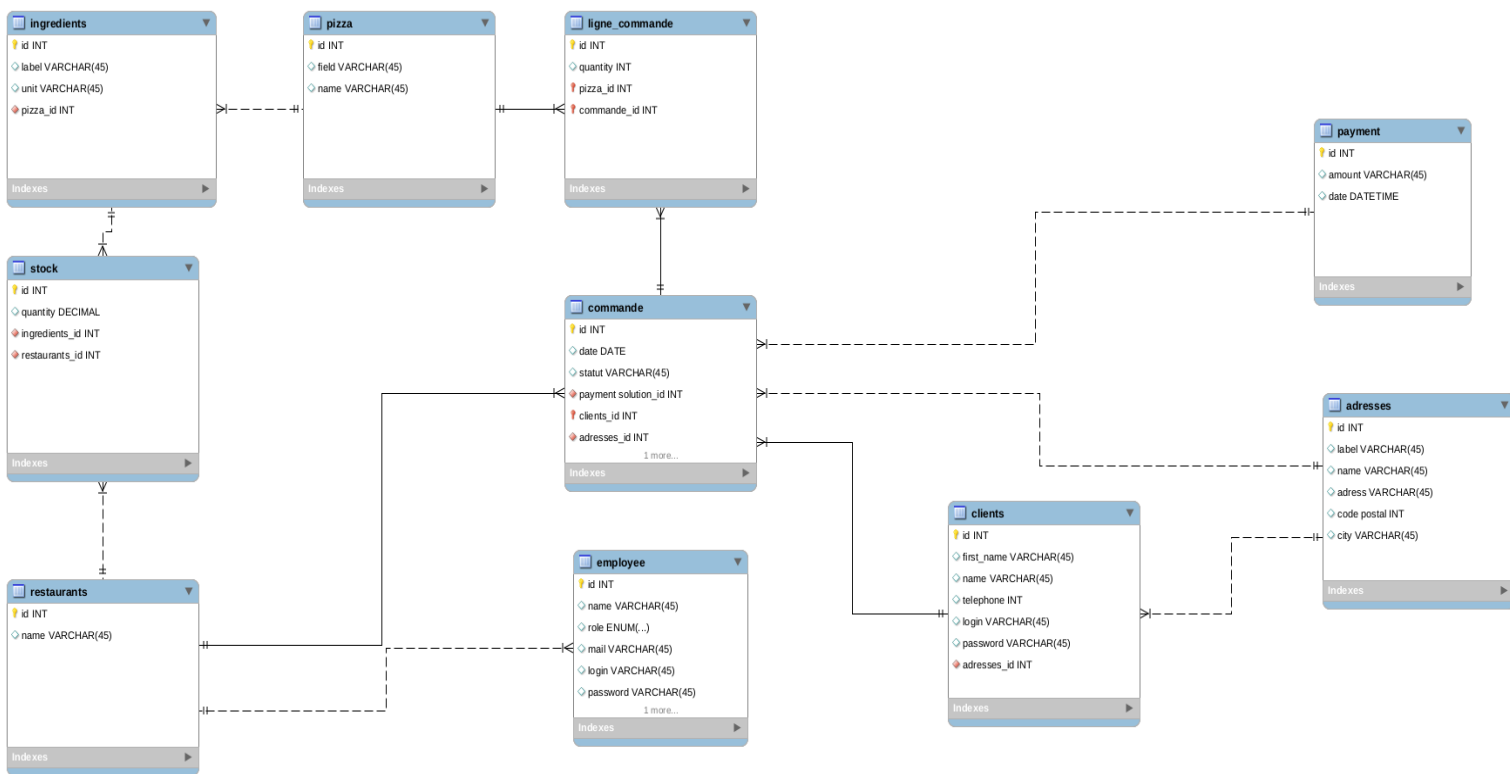 ingredients
id INT
label VARCHAR(45)
unit VARCHAR(45)
pizza_id INT
Indexes
pizza
id INT
field VARCHAR(45)
name VARCHAR(45)
Indexes
ligne_commande
id INT
quantity INT
pizza_id INT
commande_id INT
Indexes
payment
id INT
amount VARCHAR(45)
date DATETIME
Indexes
stock
id INT
quantity DECIMAL
ingredients_id INT
restaurants_id INT
Indexes
commande
id INT
date DATE
statut VARCHAR(45)
payment solution_id INT
clients_id INT
adresses_id INT
1 more...
Indexes
adresses
id INT
label VARCHAR(45)
name VARCHAR(45)
adress VARCHAR(45)
code postal INT
city VARCHAR(45)
Indexes
clients
id INT
first_name VARCHAR(45)
name VARCHAR(45)
telephone INT
login VARCHAR(45)
password VARCHAR(45)
adresses_id INT
Indexes
employee
id INT
name VARCHAR(45)
role ENUM(...)
mail VARCHAR(45)
login VARCHAR(45)
password VARCHAR(45)
1 more...
Indexes
restaurants
id INT
name VARCHAR(45)
Indexes